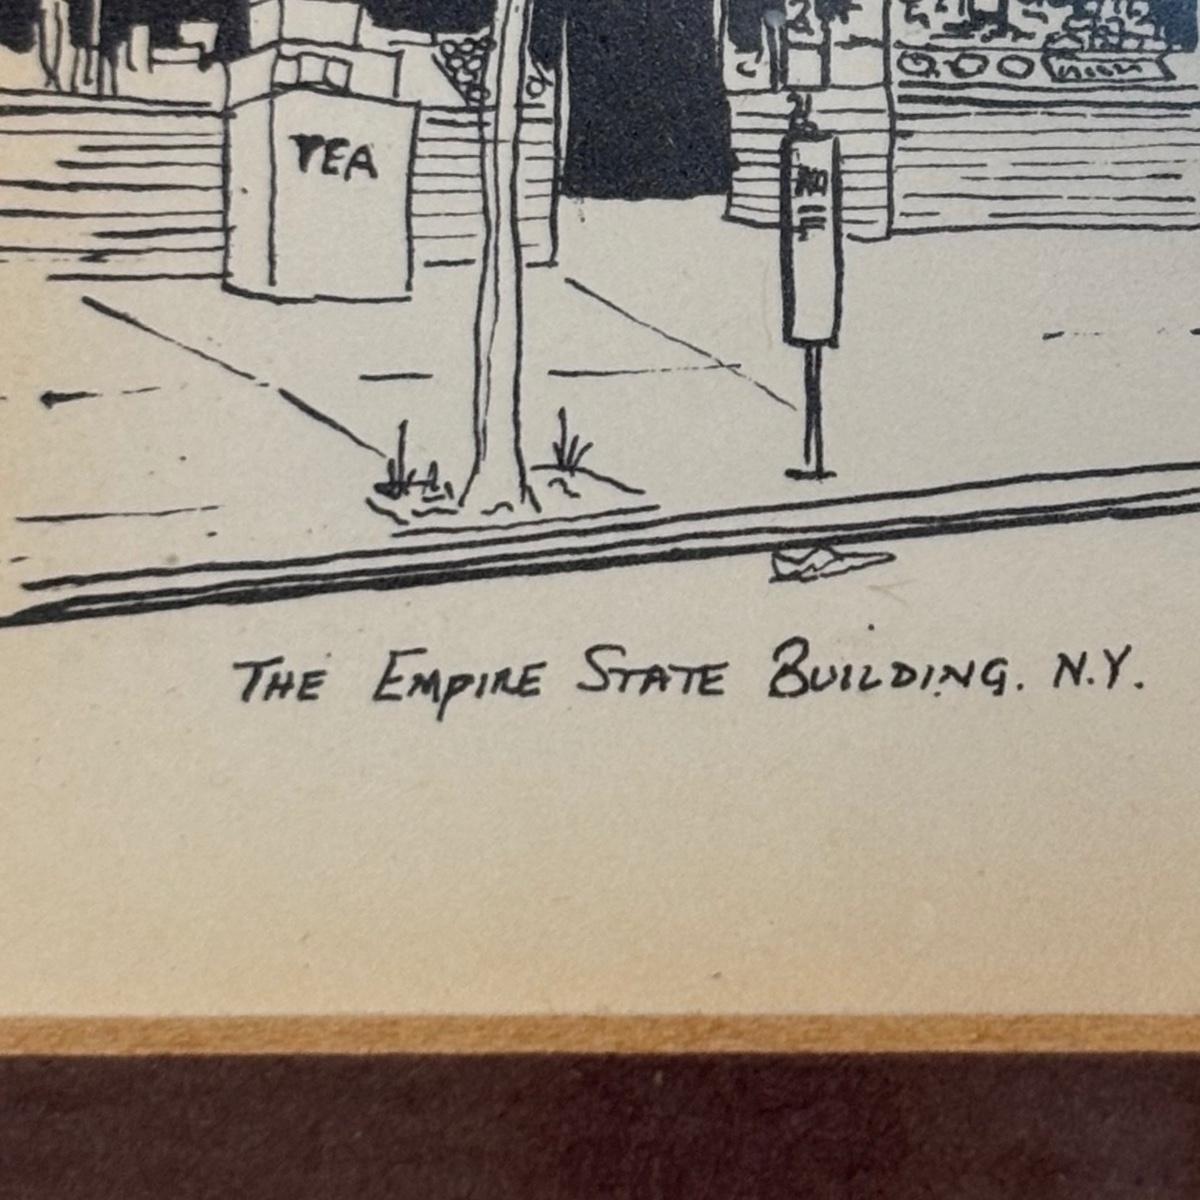 TEA
THE EMPIRE STATE BUILDING. N.Y.